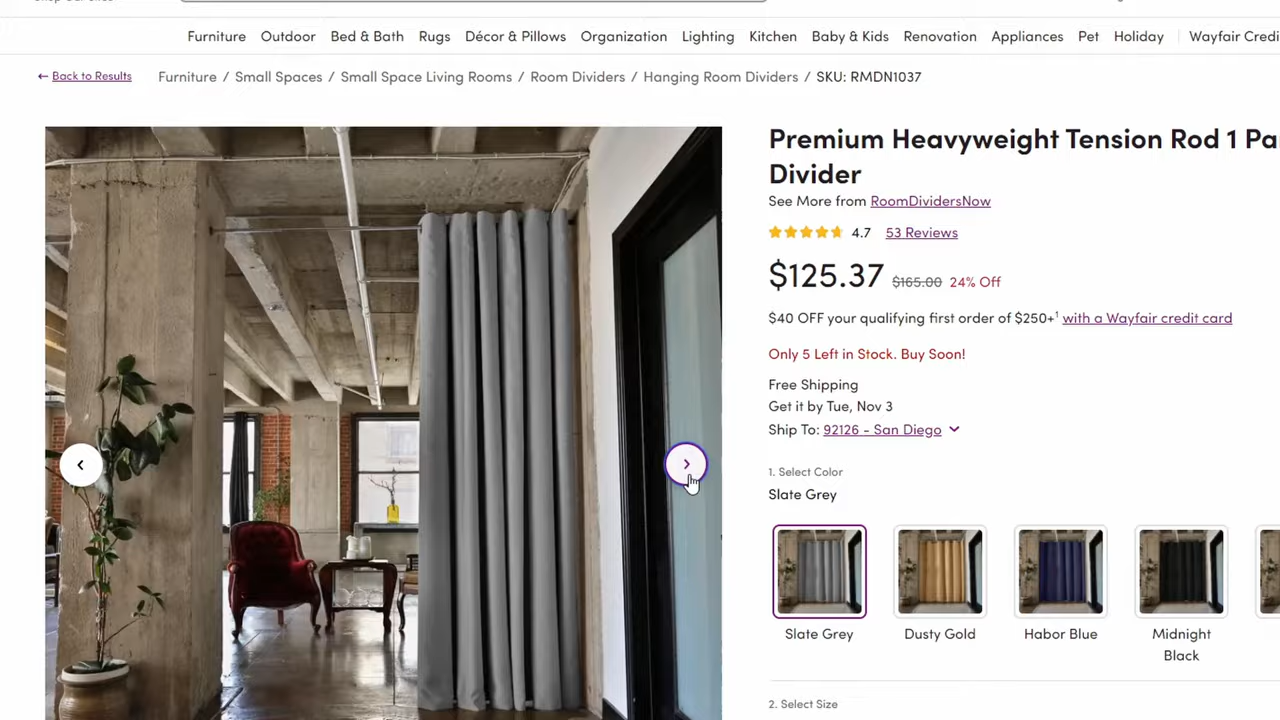 Furniture Outdoor Bed & Bath Rugs Décor & Pillows Organization Lighting Kitchen Baby & Kids Renovation Appliances Pet Holiday Wayfair Credi
← Back to Results Furniture / Small Spaces / Small Space Living Rooms / Room Dividers / Hanging Room Dividers / SKU: RMDN1037
Premium Heavyweight Tension Rod 1 Pa
Divider
See More from RoomDividersNow
4.7 53 Reviews
$125.37 $165.00 24% Off
$40 OFF your qualifying first order of $250+¹ with a Wayfair credit card
Only 5 Left in Stock. Buy Soon!
Free Shipping
Get it by Tue, Nov 3
Ship To: 92126 - San Diego
1. Select Color
Slate Grey
Slate Grey Dusty Gold Habor Blue Midnight
Black
2. Select Size